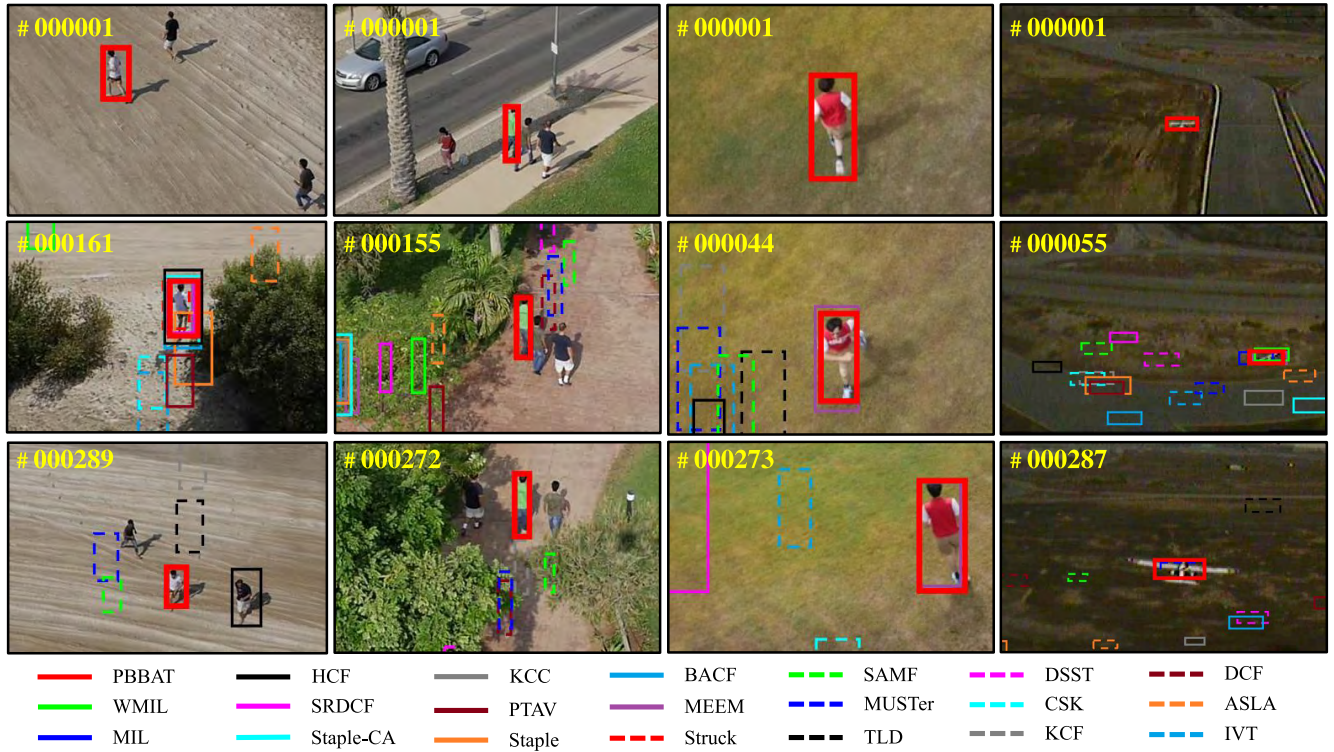 # 000001 # 000001 # 000001 # 000001
# 000161 # 000155 # 000044 # 000055
# 000289 # 000272 # 000273 # 000287
PBBAT HCF KCC BACF SAMF DSST DCF
WMIL SRDCF PTAV MEEM MUSTer CSK ASLA
MIL Staple-CA Staple Struck TLD KCF IVT